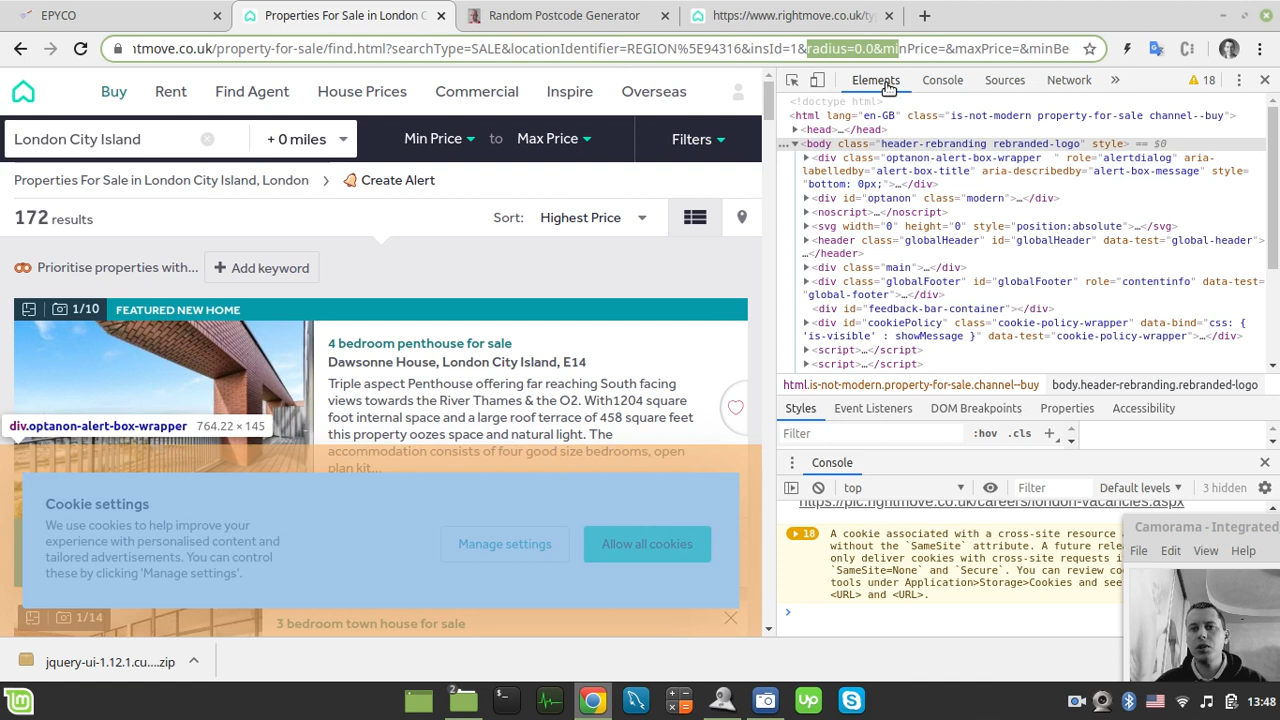 EPYCO
Properties For Sale in London C
Random Postcode Generator
https://www.rightmove.co.uk/ty
htmove.co.uk/property-for-sale/find.html?searchType=SALE&locationIdentifier=REGION%5E94316&insId=1&radius=0.0&minPrice=&maxPrice=&minBe
Buy
Rent
Find Agent
House Prices
Commercial
Inspire
Overseas
London City Island
+ 0 miles
Min Price
to
Max Price
Filters
Properties For Sale in London City Island, London
Create Alert
172 results
Sort:
Highest Price
Prioritise properties with...
+ Add keyword
1/10
FEATURED NEW HOME
4 bedroom penthouse for sale
Dawsonne House, London City Island, E14
Triple aspect Penthouse offering far reaching South facing
views towards the River Thames & the O2. With1204 square
foot internal space and a large roof terrace of 458 square feet
this property oozes space and natural light. The
accommodation consists of four good size bedrooms, open
plan kit...
div.optanon-alert-box-wrapper 764.22 × 145
Cookie settings
We use cookies to help improve your
experience with personalised content and
tailored advertisements. You can control
these by clicking 'Manage settings'.
Manage settings
Allow all cookies
1/14
3 bedroom town house for sale
Elements
Console
Sources
Network
18
<!doctype html>
<html lang="en-GB" class="is-not-modern property-for-sale channel--buy">
<head>…</head>
<body class="header-rebranding rebranded-logo" style> == $0
<div class="optanon-alert-box-wrapper  " role="alertdialog" aria-
labelledby="alert-box-title" aria-describedby="alert-box-message" style=
"bottom: 0px;">…</div>
<div id="optanon" class="modern">…</div>
<noscript>…</noscript>
<svg width="0" height="0" style="position:absolute">…</svg>
<header class="globalHeader" id="globalHeader" data-test="global-header">
…</header>
<div class="main">…</div>
<div class="globalFooter" id="globalFooter" role="contentinfo" data-test=
"global-footer">…</div>
<div id="feedback-bar-container"></div>
<div id="cookiePolicy" class="cookie-policy-wrapper" data-bind="css: {
'is-visible' : showMessage }" data-test="cookie-policy-wrapper">…</div>
<script>…</script>
<script>…</script>
html.is-not-modern.property-for-sale.channel--buy
body.header-rebranding.rebranded-logo
Styles
Event Listeners
DOM Breakpoints
Properties
Accessibility
Filter
:hov
.cls
+
Console
top
Filter
Default levels
3 hidden
https://plc.rightmove.co.uk/careers/london-vacancies.aspx
18
A cookie associated with a cross-site resource
without the `SameSite` attribute. A future rele
only deliver cookies with cross-site requests i
`SameSite=None` and `Secure`. You can review co
tools under Application>Storage>Cookies and see
<URL> and <URL>.
Camorama - Integrated
File
Edit
View
Help
jquery-ui-1.12.1.cu....zip
2
Up
13:48